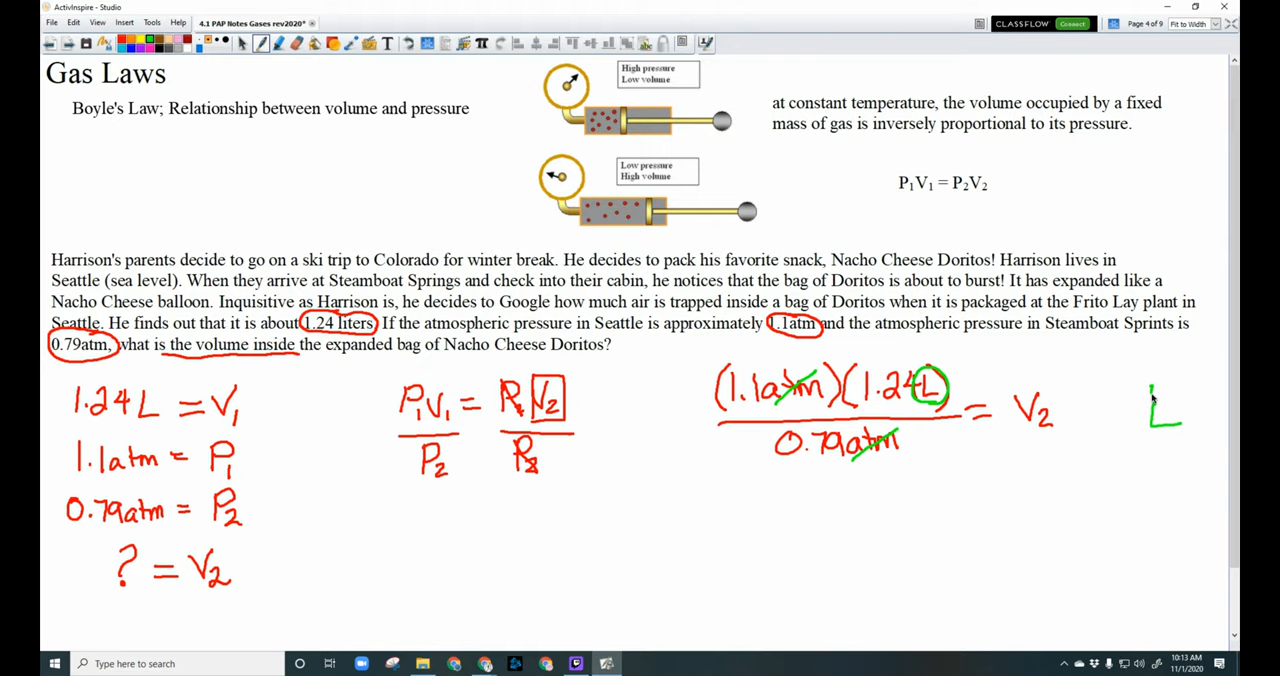 ActivInspire - Studio
File Edit View Insert Tools Help 4.1 PAP Notes Gases rev2020*
CLASSFLOW Connect Page 4 of 9 Fit to Width
Gas Laws
Boyle's Law; Relationship between volume and pressure
High pressure
Low volume
at constant temperature, the volume occupied by a fixed
mass of gas is inversely proportional to its pressure.
Low pressure
High volume
P₁V₁ = P₂V₂
Harrison's parents decide to go on a ski trip to Colorado for winter break. He decides to pack his favorite snack, Nacho Cheese Doritos! Harrison lives in
Seattle (sea level). When they arrive at Steamboat Springs and check into their cabin, he notices that the bag of Doritos is about to burst! It has expanded like a
Nacho Cheese balloon. Inquisitive as Harrison is, he decides to Google how much air is trapped inside a bag of Doritos when it is packaged at the Frito Lay plant in
Seattle. He finds out that it is about 1.24 liters. If the atmospheric pressure in Seattle is approximately 1.1atm and the atmospheric pressure in Steamboat Sprints is
0.79atm, what is the volume inside the expanded bag of Nacho Cheese Doritos?
1.24 L = V₁
1.1atm = P₁
0.79atm = P₂
? = V₂
P₁V₁ = P₂V₂
P₂ P₂
(1.1atm)(1.24L) = V₂
0.79atm
L
Type here to search
10:13 AM
11/1/2020